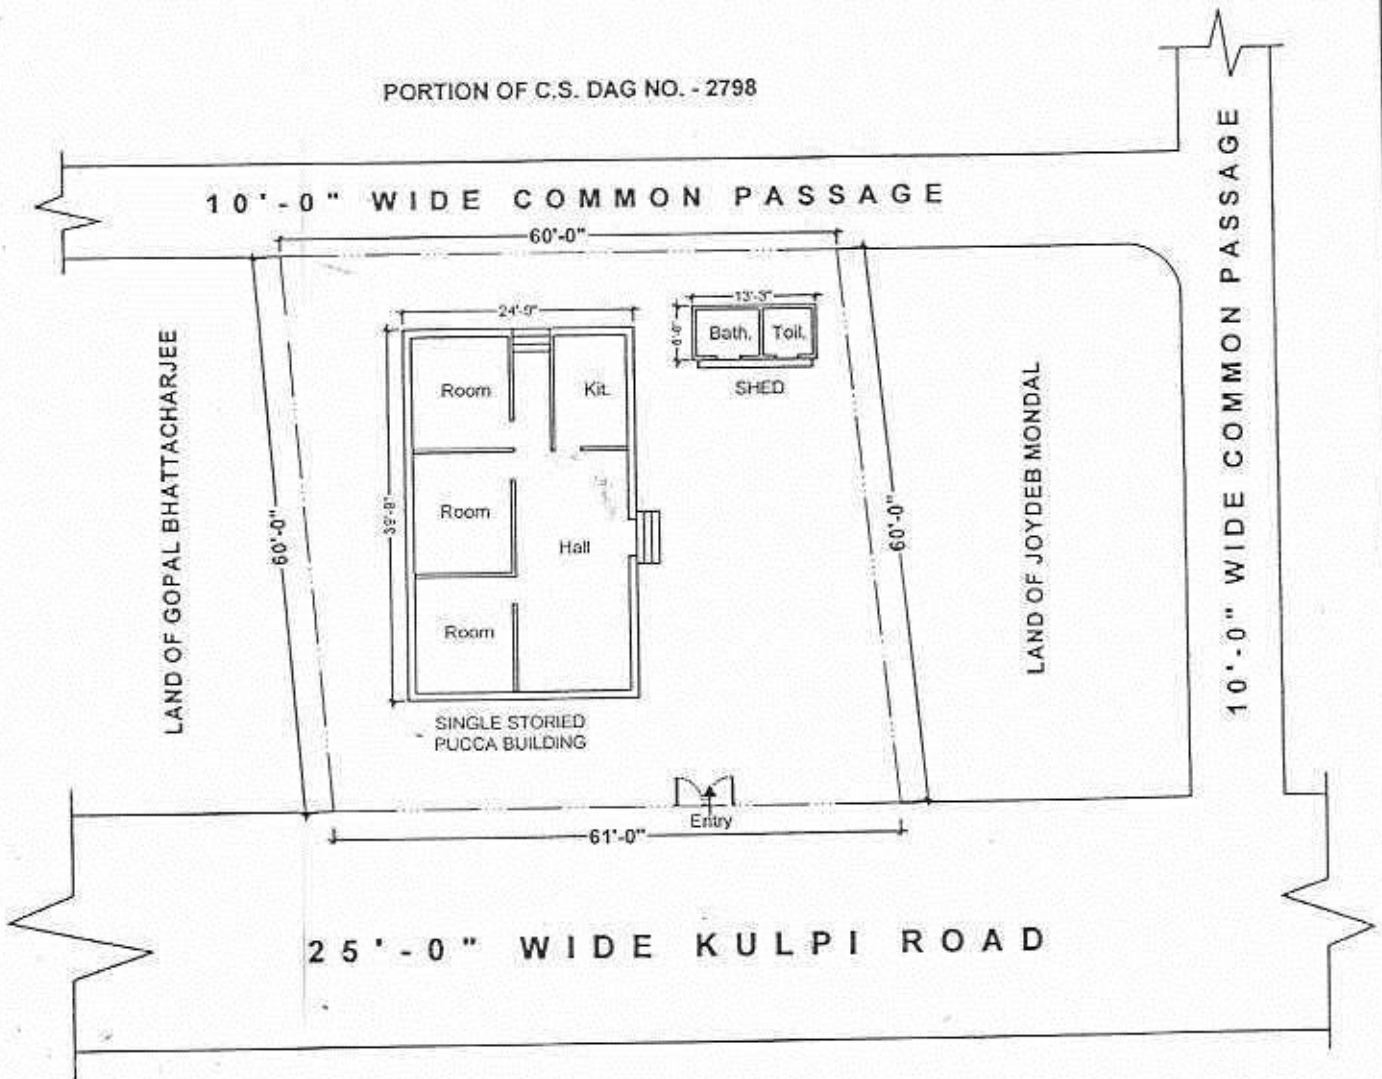 PORTION OF C.S. DAG NO. - 2798
10'-0" WIDE COMMON PASSAGE
60'-0"
24'-9"
13'-3"
Bath.
Toil.
SHED
Room
Kit.
39'-8"
Room
Hall
Room
SINGLE STORIED
PUCCA BUILDING
60'-0"
60'-0"
LAND OF GOPAL BHATTACHARJEE
LAND OF JOYDEB MONDAL
10'-0" WIDE COMMON PASSAGE
Entry
61'-0"
25'-0" WIDE KULPI ROAD